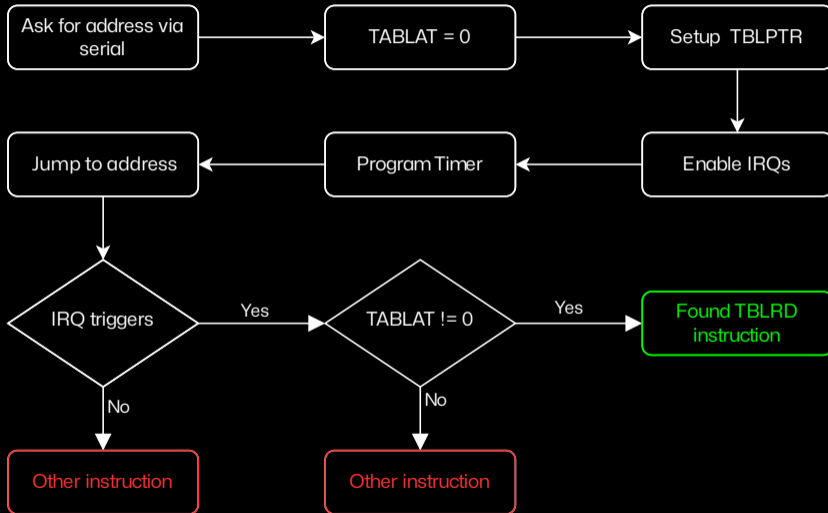 Ask for address via
serial
TABLAT = 0
Setup TBLPTR
Jump to address
Program Timer
Enable IRQs
IRQ triggers
Yes
TABLAT != 0
Yes
Found TBLRD
instruction
No
No
Other instruction
Other instruction